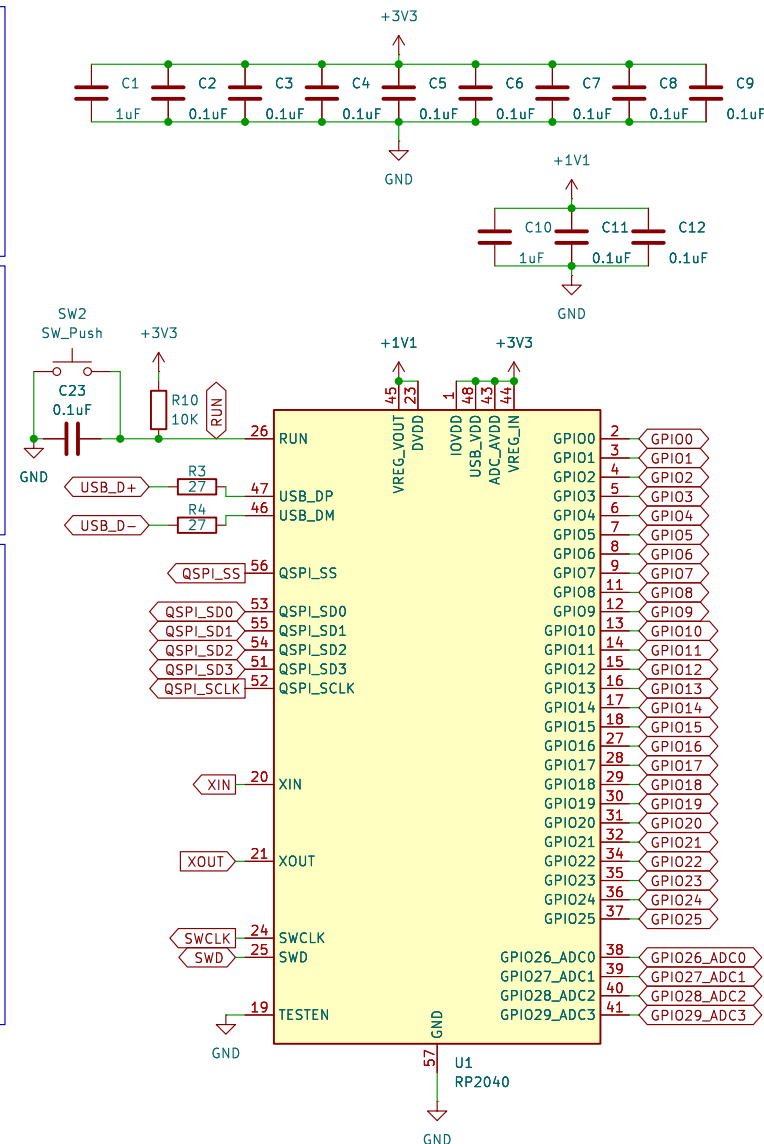 +3V3
C1 C2 C3 C4 C5 C6 C7 C8 C9
1uF 0.1uF 0.1uF 0.1uF 0.1uF 0.1uF 0.1uF 0.1uF 0.1uF
GND
+1V1
C10 C11 C12
1uF 0.1uF 0.1uF
GND
SW2
SW_Push
+3V3
+1V1
+3V3
C23
0.1uF
R10
10K
RUN
GND
45 23 1 48 43 44
VREG_VOUT DVDD IOVDD USB_VDD ADC_AVDD VREG_IN
26 RUN
USB_D+ R3 27 47 USB_DP
USB_D- R4 27 46 USB_DM
QSPI_SS 56 QSPI_SS
QSPI_SD0 53 QSPI_SD0
QSPI_SD1 55 QSPI_SD1
QSPI_SD2 54 QSPI_SD2
QSPI_SD3 51 QSPI_SD3
QSPI_SCLK 52 QSPI_SCLK
XIN 20 XIN
XOUT 21 XOUT
SWCLK 24 SWCLK
SWD 25 SWD
19 TESTEN
GND
GPIO0 2 GPIO0
GPIO1 3 GPIO1
GPIO2 4 GPIO2
GPIO3 5 GPIO3
GPIO4 6 GPIO4
GPIO5 7 GPIO5
GPIO6 8 GPIO6
GPIO7 9 GPIO7
GPIO8 11 GPIO8
GPIO9 12 GPIO9
GPIO10 13 GPIO10
GPIO11 14 GPIO11
GPIO12 15 GPIO12
GPIO13 16 GPIO13
GPIO14 17 GPIO14
GPIO15 18 GPIO15
GPIO16 27 GPIO16
GPIO17 28 GPIO17
GPIO18 29 GPIO18
GPIO19 30 GPIO19
GPIO20 31 GPIO20
GPIO21 32 GPIO21
GPIO22 34 GPIO22
GPIO23 35 GPIO23
GPIO24 36 GPIO24
GPIO25 37 GPIO25
GPIO26_ADC0 38 GPIO26_ADC0
GPIO27_ADC1 39 GPIO27_ADC1
GPIO28_ADC2 40 GPIO28_ADC2
GPIO29_ADC3 41 GPIO29_ADC3
GND
57
U1
RP2040
GND